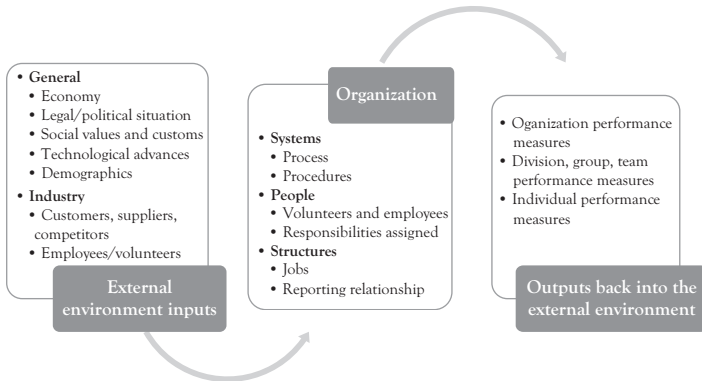 • General
• Economy
• Legal/political situation
• Social values and customs
• Technological advances
• Demographics
• Industry
• Customers, suppliers,
competitors
• Employees/volunteers
External
environment inputs
Organization
• Systems
• Process
• Procedures
• People
• Volunteers and employees
• Responsibilities assigned
• Structures
• Jobs
• Reporting relationship
• Oganization performance
measures
• Division, group, team
performance measures
• Individual performance
measures
Outputs back into the
external environment